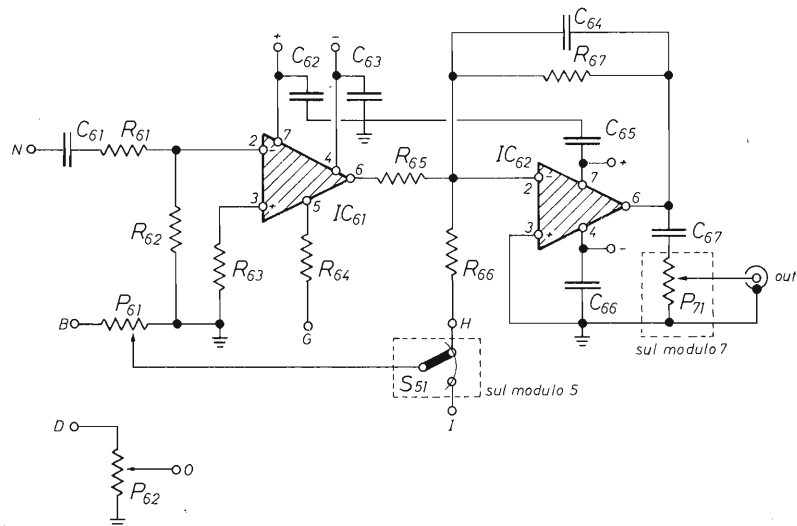 C64
R67
+ -
C62 C63
C61 R61
N
2 - 7
4
6
3 +
5
IC61
R62
R63
R64
R65
IC62
C65
+
2 -
7
6
3 +
4
-
C67
C66
R66
P71
out
sul modulo 7
P61
B
G
H
S51
sul modulo 5
I
D
O
P62